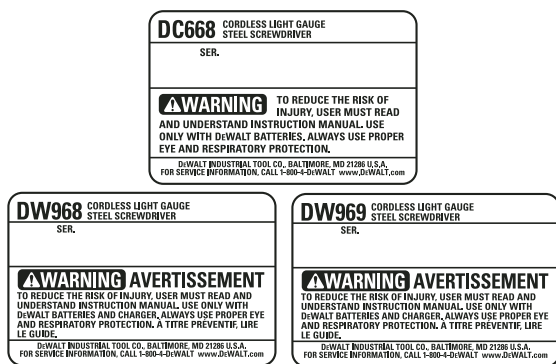 DC668 CORDLESS LIGHT GAUGE
STEEL SCREWDRIVER
SER.
WARNING TO REDUCE THE RISK OF
INJURY, USER MUST READ
AND UNDERSTAND INSTRUCTION MANUAL. USE
ONLY WITH DEWALT BATTERIES. ALWAYS USE PROPER
EYE AND RESPIRATORY PROTECTION.
DEWALT INDUSTRIAL TOOL CO., BALTIMORE, MD 21286 U.S.A.
FOR SERVICE INFORMATION, CALL 1-800-4-DEWALT www.DEWALT.com
DW968 CORDLESS LIGHT GAUGE
STEEL SCREWDRIVER
SER.
WARNING AVERTISSEMENT
TO REDUCE THE RISK OF INJURY, USER MUST READ AND
UNDERSTAND INSTRUCTION MANUAL. USE ONLY WITH
DEWALT BATTERIES AND CHARGER. ALWAYS USE PROPER EYE
AND RESPIRATORY PROTECTION. A TITRE PRÉVENTIF, LIRE
LE GUIDE.
DEWALT INDUSTRIAL TOOL CO., BALTIMORE, MD 21286 U.S.A.
FOR SERVICE INFORMATION, CALL 1-800-4-DEWALT www.DEWALT.com
DW969 CORDLESS LIGHT GAUGE
STEEL SCREWDRIVER
SER.
WARNING AVERTISSEMENT
TO REDUCE THE RISK OF INJURY, USER MUST READ AND
UNDERSTAND INSTRUCTION MANUAL. USE ONLY WITH
DEWALT BATTERIES AND CHARGER. ALWAYS USE PROPER EYE
AND RESPIRATORY PROTECTION. A TITRE PRÉVENTIF, LIRE
LE GUIDE.
DEWALT INDUSTRIAL TOOL CO., BALTIMORE, MD 21286 U.S.A.
FOR SERVICE INFORMATION, CALL 1-800-4-DEWALT www.DEWALT.com